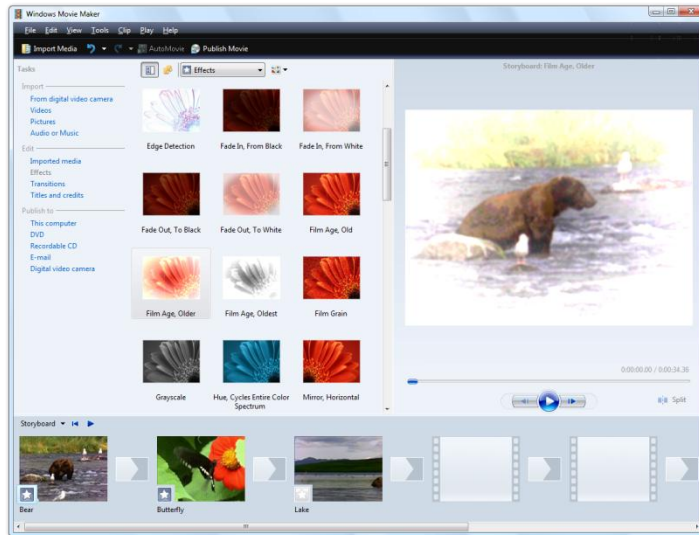 Windows Movie Maker
File Edit View Tools Clip Play Help
Import Media AutoMovie Publish Movie
Tasks
Import
From digital video camera
Videos
Pictures
Audio or Music
Edit
Imported media
Effects
Transitions
Titles and credits
Publish to
This computer
DVD
Recordable CD
E-mail
Digital video camera
Effects
Edge Detection
Fade In, From Black
Fade In, From White
Fade Out, To Black
Fade Out, To White
Film Age, Old
Film Age, Older
Film Age, Oldest
Film Grain
Grayscale
Hue, Cycles Entire Color
Spectrum
Mirror, Horizontal
Storyboard: Film Age, Older
0:00:00.00 / 0:00:34.36
Split
Storyboard
Bear
Butterfly
Lake